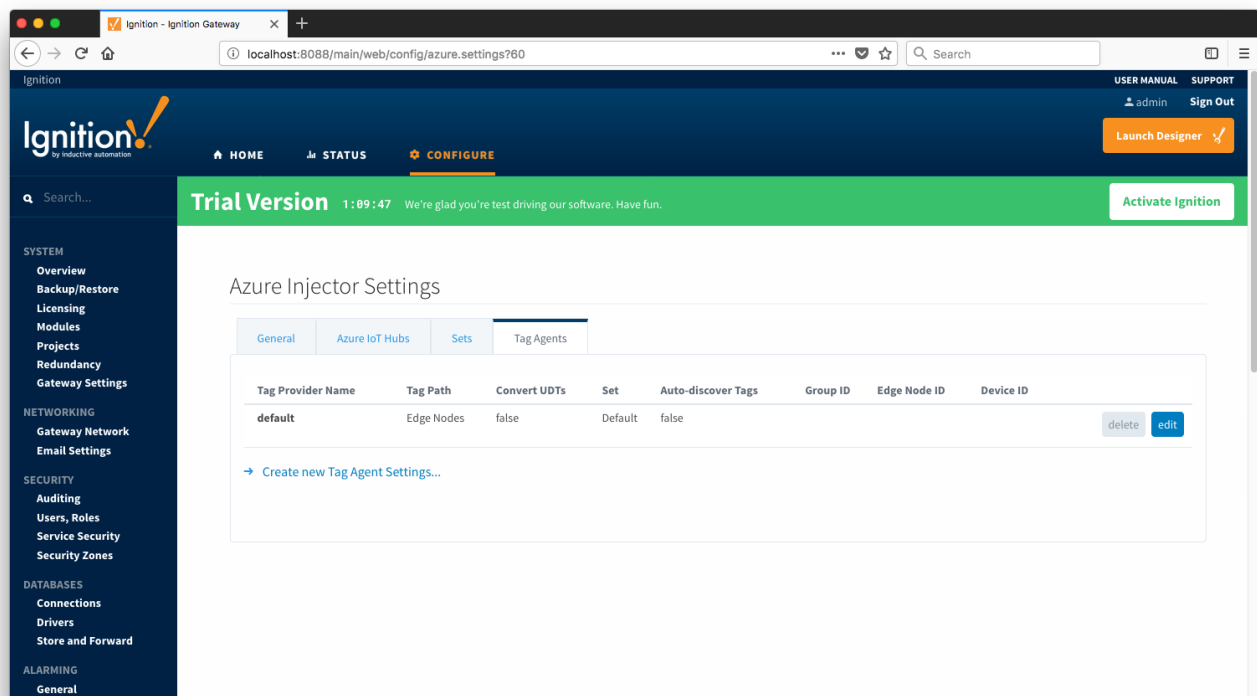 Ignition - Ignition Gateway
localhost:8088/main/web/config/azure.settings?60
Search
Ignition
USER MANUAL SUPPORT
admin Sign Out
Ignition!
by inductive automation
HOME STATUS CONFIGURE
Launch Designer
Search...
Trial Version 1:09:47 We're glad you're test driving our software. Have fun.
Activate Ignition
SYSTEM
Overview
Backup/Restore
Licensing
Modules
Projects
Redundancy
Gateway Settings
NETWORKING
Gateway Network
Email Settings
SECURITY
Auditing
Users, Roles
Service Security
Security Zones
DATABASES
Connections
Drivers
Store and Forward
ALARMING
General
Azure Injector Settings
General Azure IoT Hubs Sets Tag Agents
Tag Provider Name Tag Path Convert UDTs Set Auto-discover Tags Group ID Edge Node ID Device ID
default Edge Nodes false Default false
delete edit
Create new Tag Agent Settings...